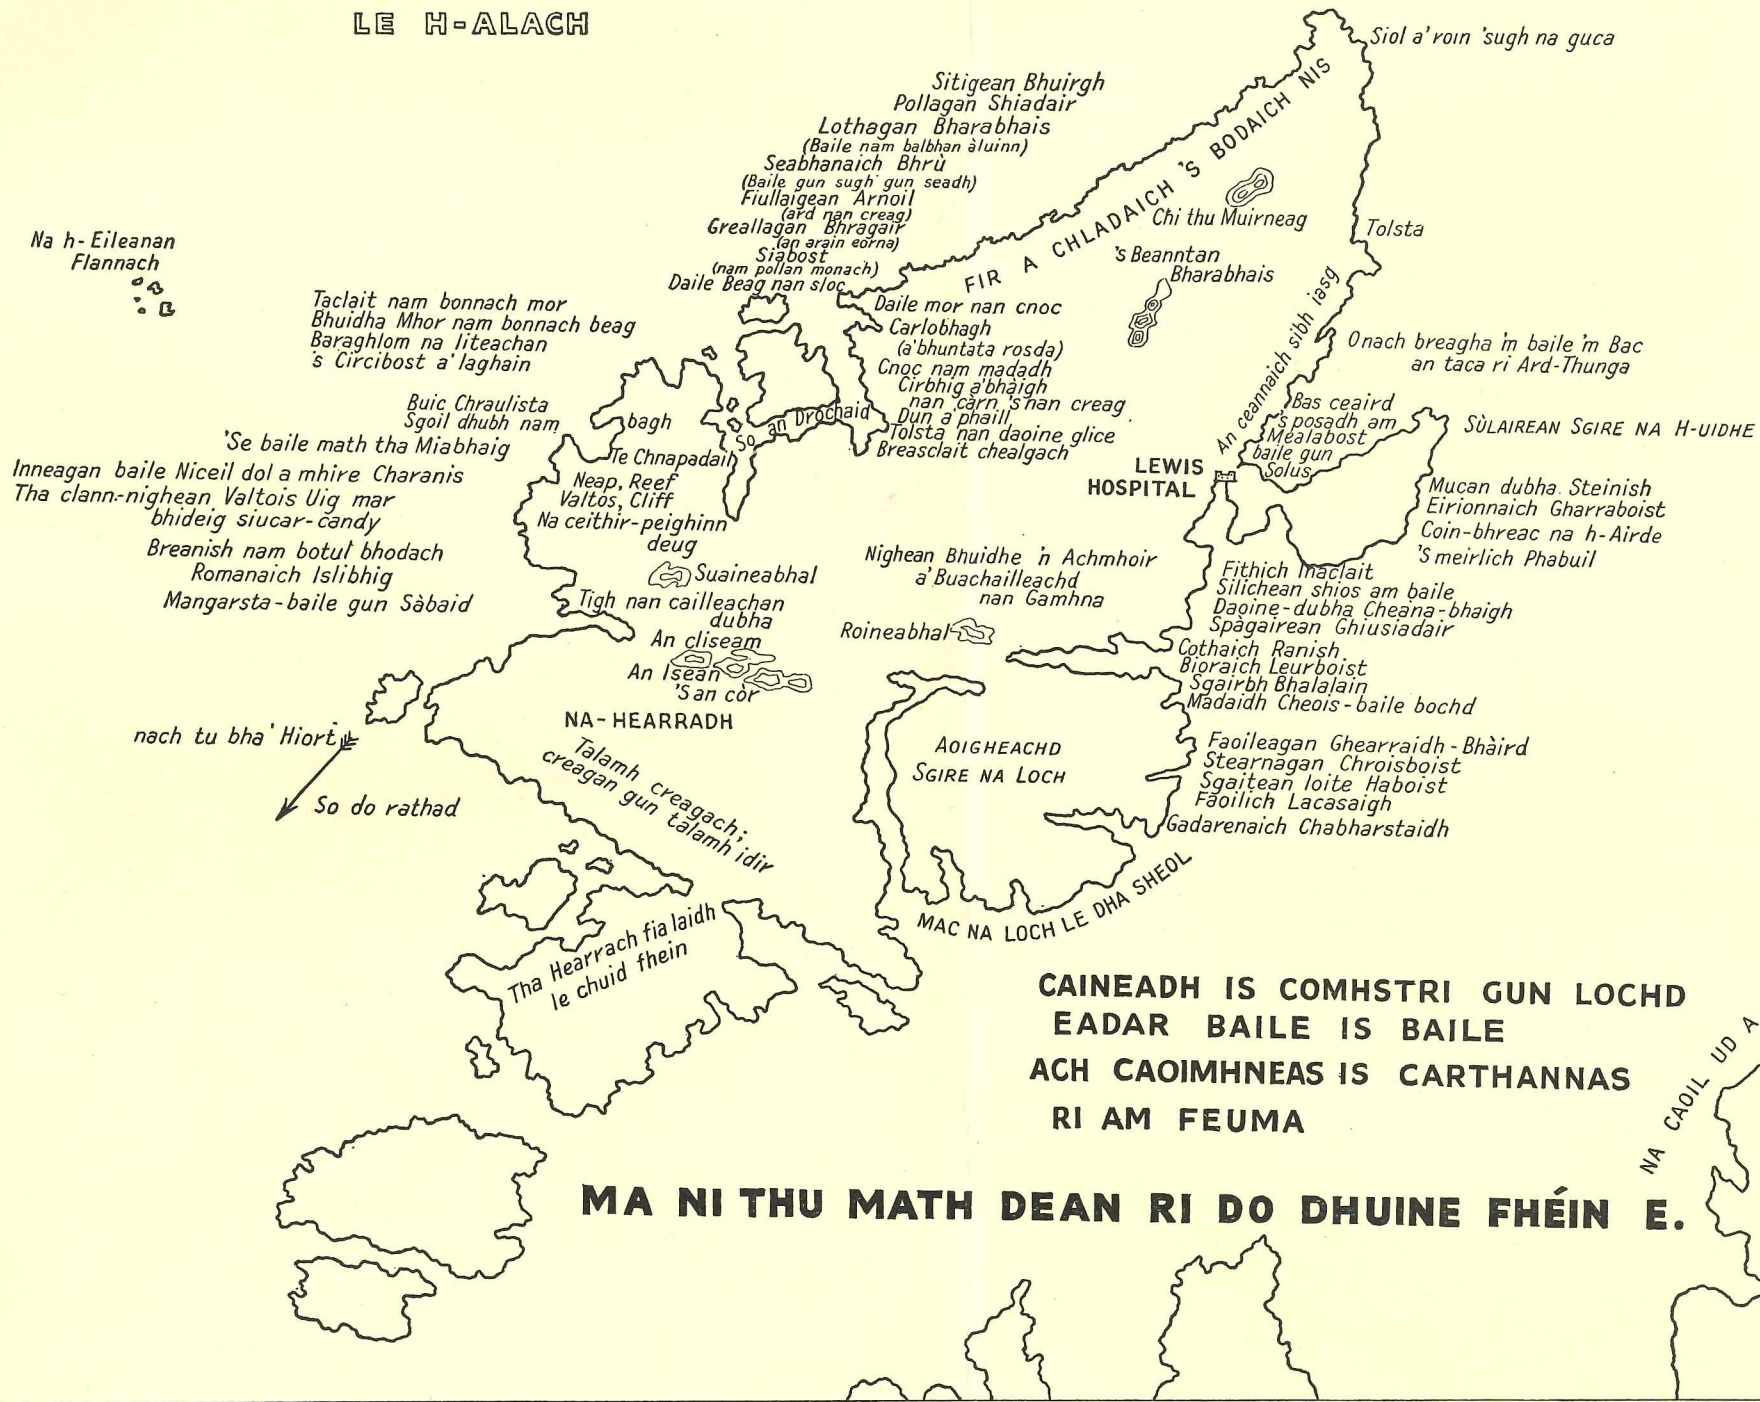 LE H-ALACH
Siol a' roin 'sugh na guca
Sitigean Bhuirgh
Pollagan Shiadair
Lothagan Bharabhais
(Baile nam balbhan àluinn)
Seabhanaich Bhrù
(Baile gun sugh gun seadh)
Fiullaigean Arnoil
(ard nan creag)
Greallagan Bhragair
(an arain eorna)
Siabost
(nam pollan monach)
Daile Beag nan sloc
FIR A CHLADAICH 'S BODAICH NIS
Chi thu Muirneag
's Beanntan
Bharabhais
Tolsta
An ceannaich sibh iasg
Na h-Eileanan
Flannach
Taclait nam bonnach mor
Bhuidha Mhor nam bonnach beag
Baraghlom na liteachan
's Circibost a' laghain
Daile mor nan cnoc
Carlobhagh
(a'bhuntata rosda)
Cnoc nam madadh
Cirbhig a'bhàigh
nan càrn 's nan creag
Dun a'phaill
Tolsta nan daoine glice
Breasclait chealgach
Onach breagha 'm baile 'm Bac
an taca ri Ard-Thunga
Buic Chraulista
Sgoil dhubh nam
bagh
So an Drochaid
Bas ceaird
's posadh am
Mealabost
baile gun
Solus
SÙLAIREAN SGIRE NA H-UIDHE
'Se baile math tha Miabhaig
Te Chnapadaih
LEWIS
HOSPITAL
Inneagan baile Niceil dol a mhire Charanis
Tha clann-nighean Valtois Uig mar
bhideig siucar-candy
Neap, Reef
Valtos, Cliff
Na ceithir-peighinn
deug
Mucan dubha Steinish
Eirionnaich Gharraboist
Coin-bhreac na h-Airde
'S meirlich Phabuil
Breanish nam botul bhodach
Romanaich Islibhig
Mangarsta-baile gun Sàbaid
Suaineabhal
Tigh nan cailleachan
dubha
Nighean Bhuidhe 'n Achmhoir
a' Buachailleachd
nan Gamhna
Fithich Maclait
Silichean shios am baile
Daoine-dubha Cheana-bhaigh
Spàgairean Ghiusiadair
An cliseam
An Isean
'S an còr
Roineabhal
Cothaich Ranish
Bioraich Leurboist
Sgairbh Bhalalain
Madaidh Cheois-baile bochd
NA-HEARRADH
nach tu bha' Hiort
So do rathad
Talamh creagach;
creagan gun talamh idir
AOIGHEACHD
SGIRE NA LOCH
Faoileagan Ghearraidh-Bhàird
Stearnagan Chroisboist
Sgaitean loite Haboist
Faoilich Lacasaigh
Gadarenaich Chabharstaidh
MAC NA LOCH LE DHA SHEOL
Tha Hearrach fialaidh
le chuid fhein
CAINEADH IS COMHSTRI GUN LOCHD
EADAR BAILE IS BAILE
ACH CAOIMHNEAS IS CARTHANNAS
RI AM FEUMA
NA CAOIL UD A
MA NI THU MATH DEAN RI DO DHUINE FHÉIN E.